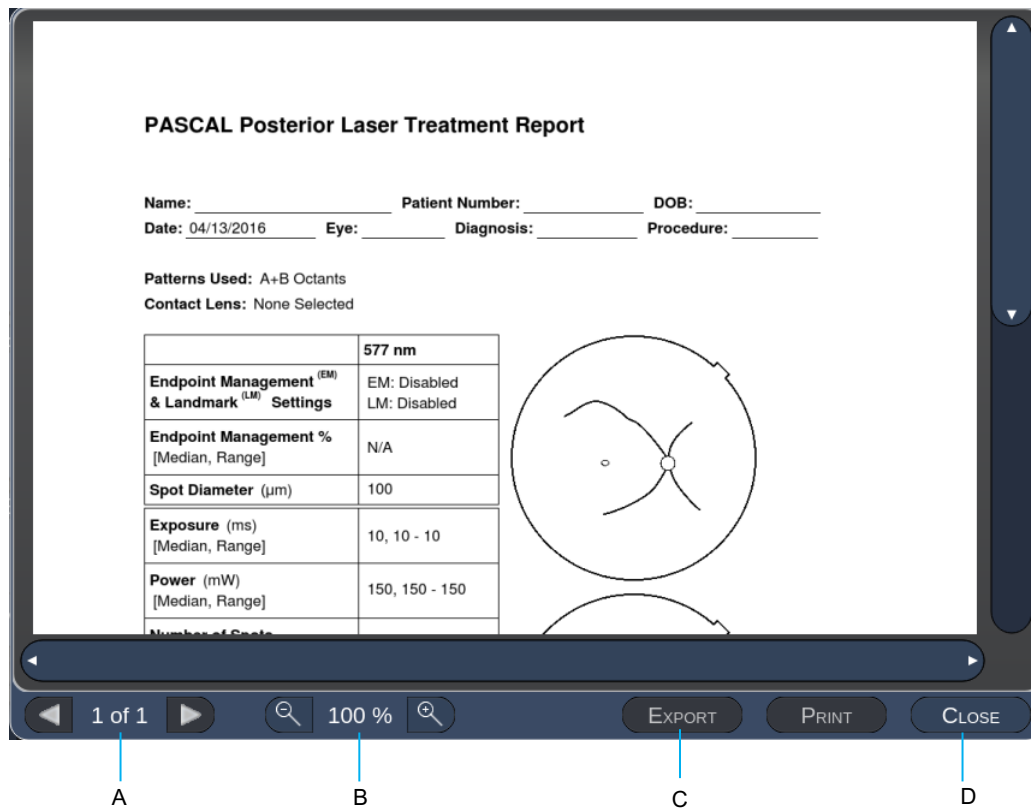 PASCAL Posterior Laser Treatment Report
Name: Patient Number: DOB:
Date: 04/13/2016 Eye: Diagnosis: Procedure:
Patterns Used: A+B Octants
Contact Lens: None Selected
577 nm
Endpoint Management (EM)
& Landmark (LM) Settings
EM: Disabled
LM: Disabled
Endpoint Management %
[Median, Range]
N/A
Spot Diameter (µm)
100
Exposure (ms)
[Median, Range]
10, 10 - 10
Power (mW)
[Median, Range]
150, 150 - 150
Number of Spots
1 of 1
100 %
EXPORT
PRINT
CLOSE
A
B
C
D